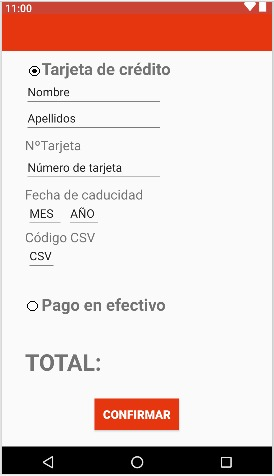 11:00
Tarjeta de crédito
Nombre
Apellidos
NºTarjeta
Número de tarjeta
Fecha de caducidad
MES AÑO
Código CSV
CSV
Pago en efectivo
TOTAL:
CONFIRMAR